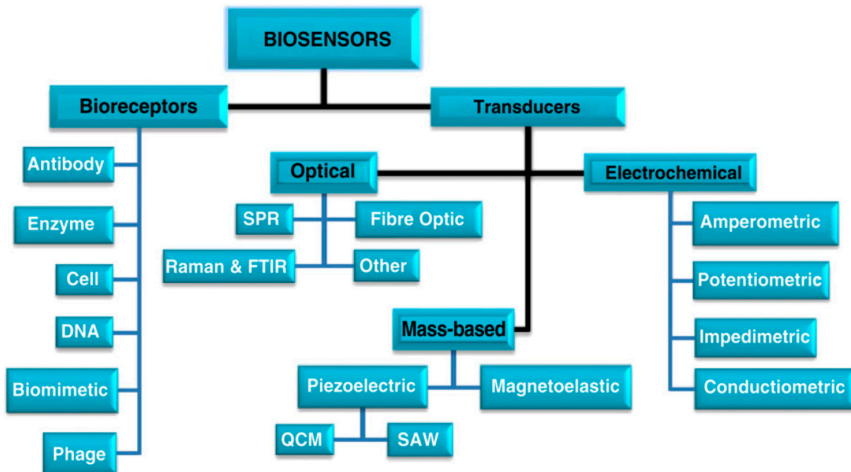 BIOSENSORS
Bioreceptors
Transducers
Antibody
Optical
Electrochemical
Enzyme
SPR
Fibre Optic
Amperometric
Cell
Raman & FTIR
Other
Potentiometric
DNA
Mass-based
Impedimetric
Biomimetic
Piezoelectric
Magnetoelastic
Conductiometric
Phage
QCM
SAW